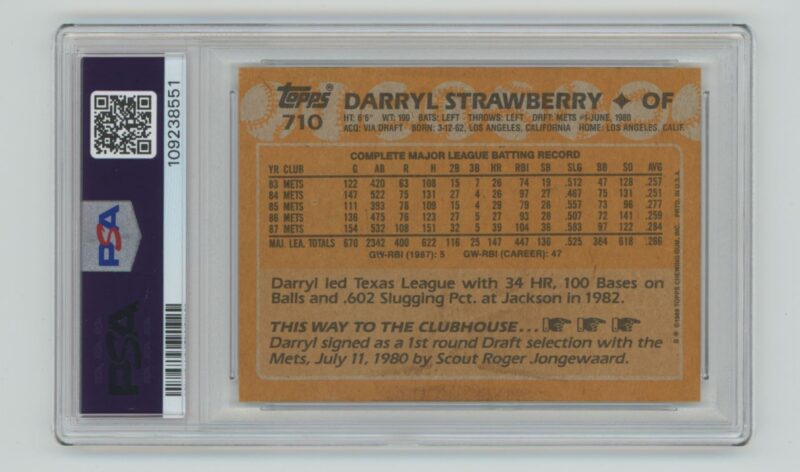 PSA
PSA
109238551
Topps®
710
DARRYL STRAWBERRY ✦ OF
HT: 6'6" WT: 190 BATS: LEFT THROWS: LEFT DRAFT: METS #1-JUNE, 1980
ACQ: VIA DRAFT BORN: 3-12-62, LOS ANGELES, CALIFORNIA HOME: LOS ANGELES, CALIF.
COMPLETE MAJOR LEAGUE BATTING RECORD
YR CLUB G AB R H 2B 3B HR RBI SB SLG BB SO AVG
83 METS 122 420 63 108 15 7 26 74 19 .512 47 128 .257
84 METS 147 522 75 131 27 4 26 97 27 .467 75 131 .251
85 METS 111 393 78 109 15 4 29 79 26 .557 73 96 .277
86 METS 136 475 76 123 27 5 27 93 28 .507 72 141 .259
87 METS 154 532 108 151 32 5 39 104 36 .583 97 122 .284
MAJ. LEA. TOTALS 670 2342 400 622 116 25 147 447 136 .525 364 618 .266
GW-RBI (1987): 5 GW-RBI (CAREER): 47
Darryl led Texas League with 34 HR, 100 Bases on
Balls and .602 Slugging Pct. at Jackson in 1982.
THIS WAY TO THE CLUBHOUSE...
Darryl signed as a 1st round Draft selection with the
Mets, July 11, 1980 by Scout Roger Jongewaard.
© 1988 TOPPS CHEWING GUM, INC. PRTD. IN U.S.A.